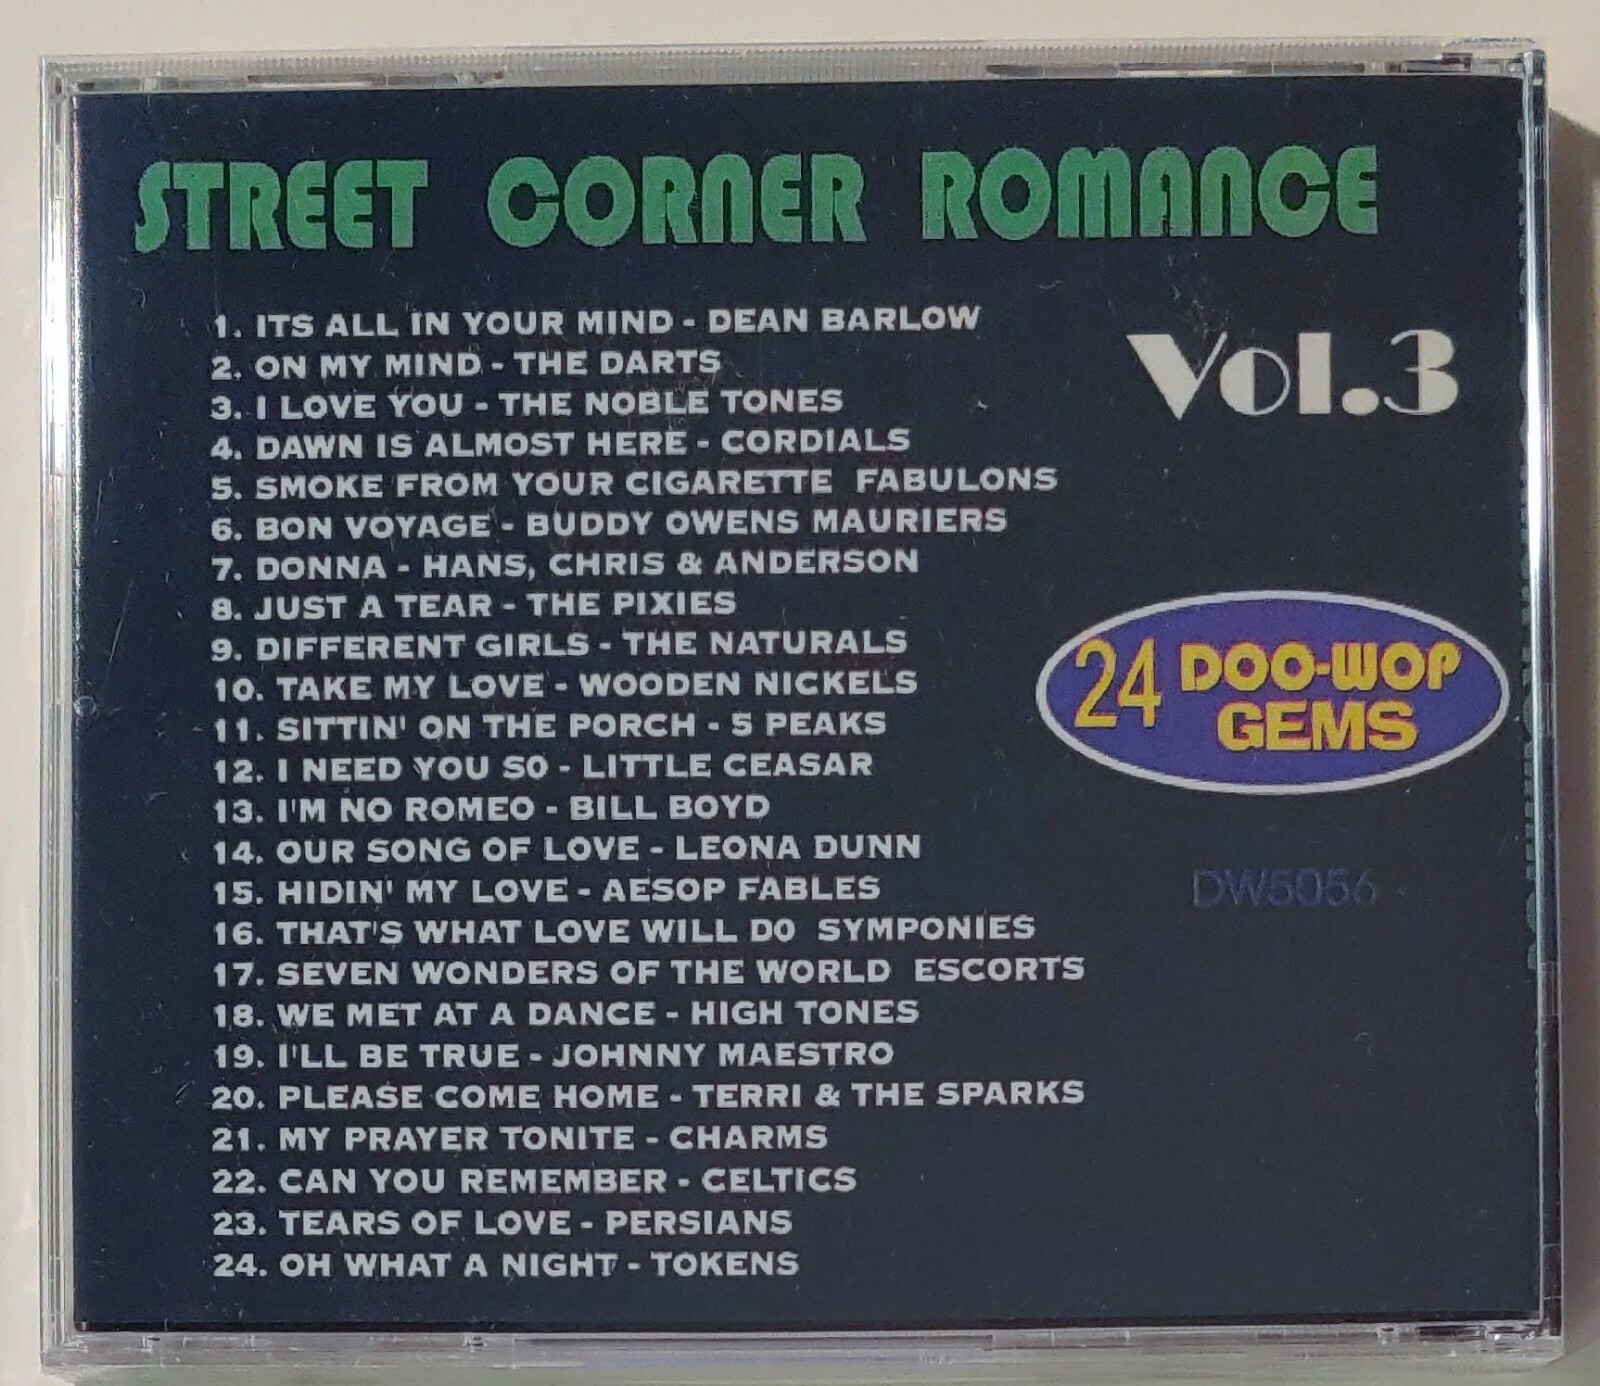 STREET CORNER ROMANCE
Vol.3
1. ITS ALL IN YOUR MIND - DEAN BARLOW
2. ON MY MIND - THE DARTS
3. I LOVE YOU - THE NOBLE TONES
4. DAWN IS ALMOST HERE - CORDIALS
5. SMOKE FROM YOUR CIGARETTE FABULONS
6. BON VOYAGE - BUDDY OWENS MAURIERS
7. DONNA - HANS, CHRIS & ANDERSON
8. JUST A TEAR - THE PIXIES
9. DIFFERENT GIRLS - THE NATURALS
10. TAKE MY LOVE - WOODEN NICKELS
11. SITTIN' ON THE PORCH - 5 PEAKS
12. I NEED YOU SO - LITTLE CEASAR
13. I'M NO ROMEO - BILL BOYD
14. OUR SONG OF LOVE - LEONA DUNN
15. HIDIN' MY LOVE - AESOP FABLES
16. THAT'S WHAT LOVE WILL DO SYMPONIES
17. SEVEN WONDERS OF THE WORLD ESCORTS
18. WE MET AT A DANCE - HIGH TONES
19. I'LL BE TRUE - JOHNNY MAESTRO
20. PLEASE COME HOME - TERRI & THE SPARKS
21. MY PRAYER TONITE - CHARMS
22. CAN YOU REMEMBER - CELTICS
23. TEARS OF LOVE - PERSIANS
24. OH WHAT A NIGHT - TOKENS
24 DOO-WOP
GEMS
DW5056